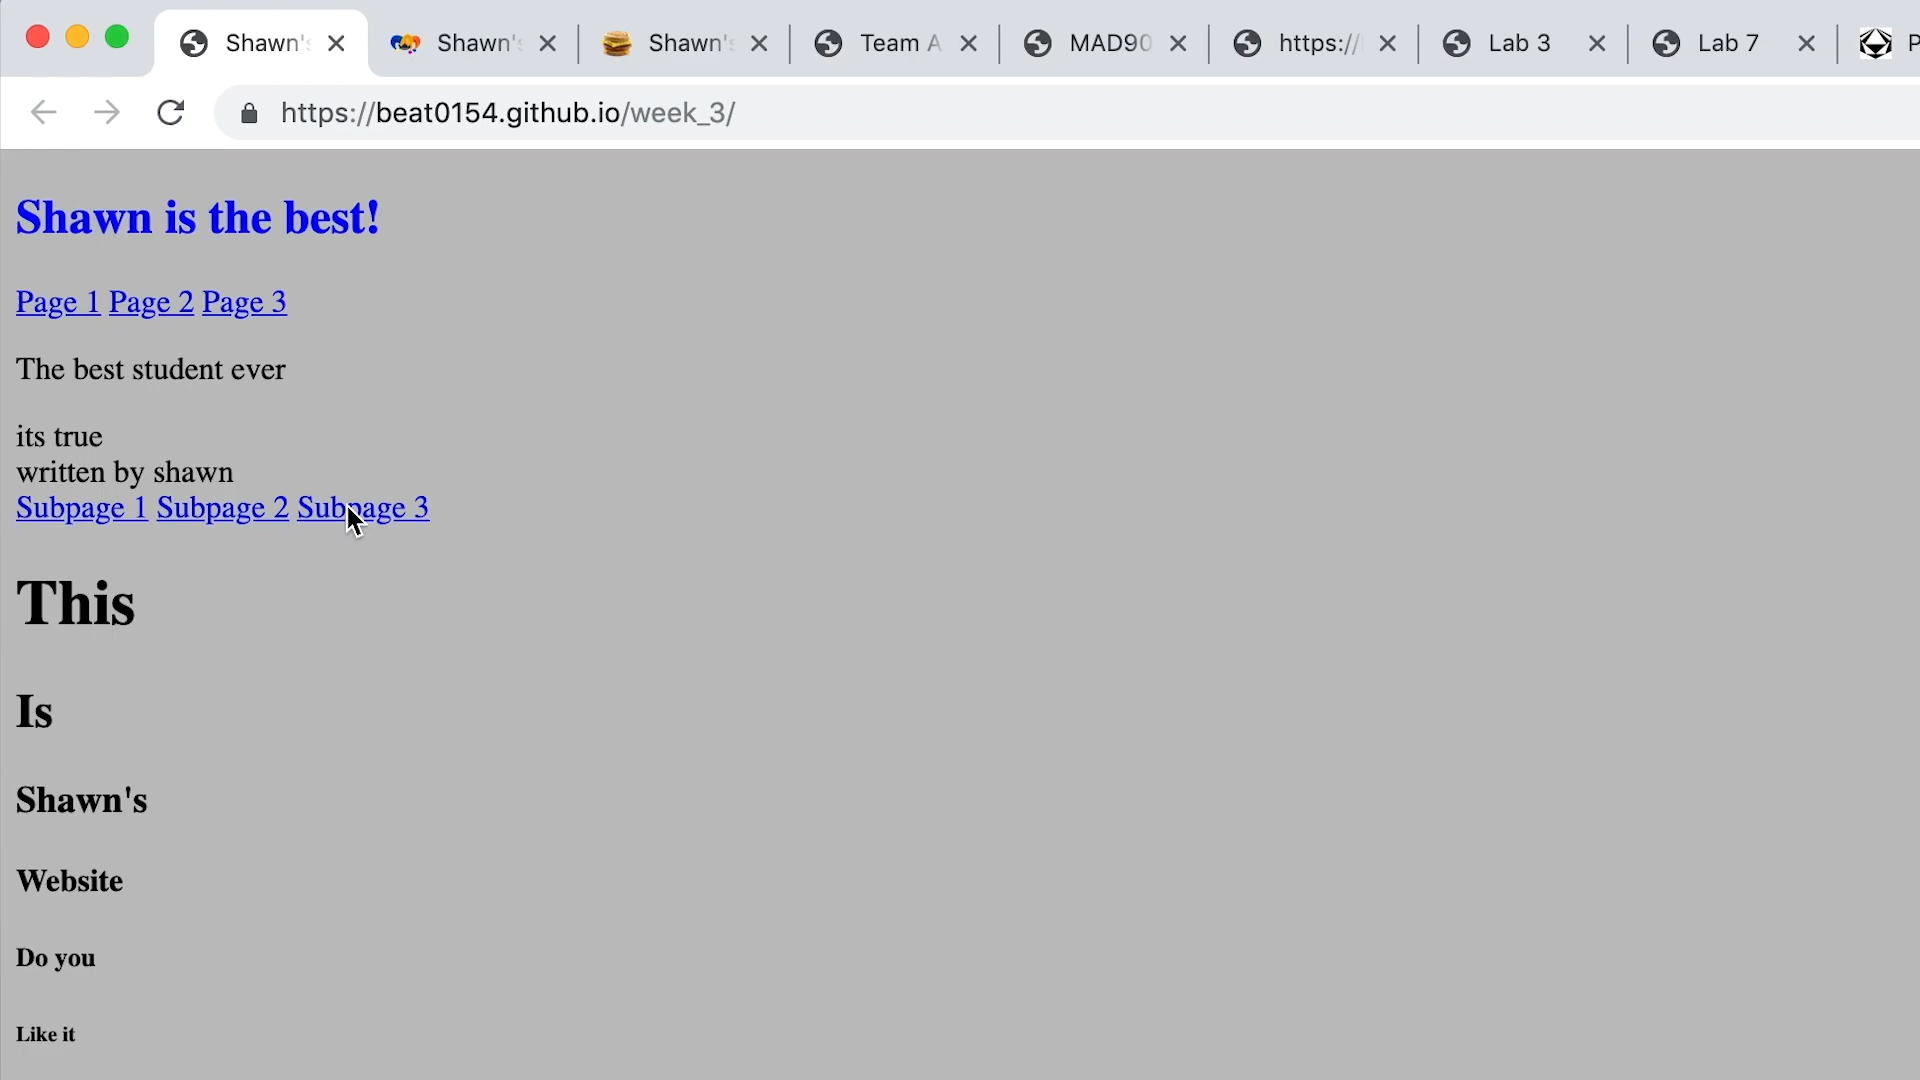 Shawn's Shawn's Shawn's Team A MAD90 https:// Lab 3 Lab 7 P
https://beat0154.github.io/week_3/
Shawn is the best!
Page 1 Page 2 Page 3
The best student ever
its true
written by shawn
Subpage 1 Subpage 2 Subpage 3
This
Is
Shawn's
Website
Do you
Like it